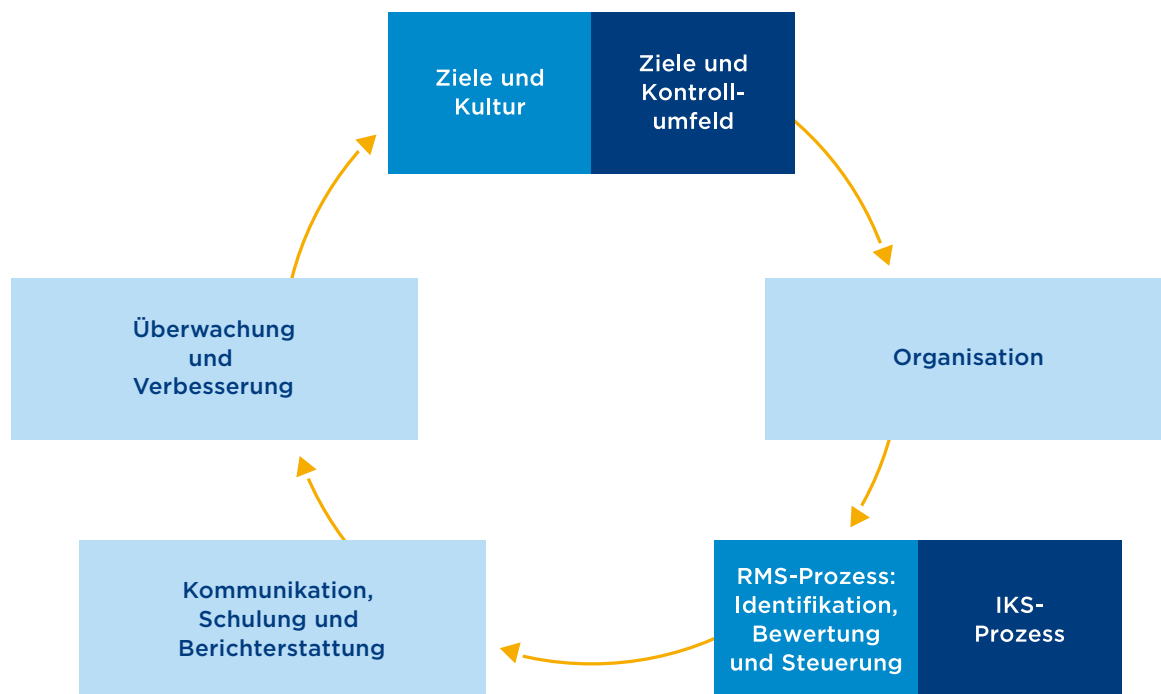 Ziele und
Kultur
Ziele und
Kontroll-
umfeld
Organisation
RMS-Prozess:
Identifikation,
Bewertung
und Steuerung
IKS-
Prozess
Kommunikation,
Schulung und
Berichterstattung
Überwachung
und
Verbesserung